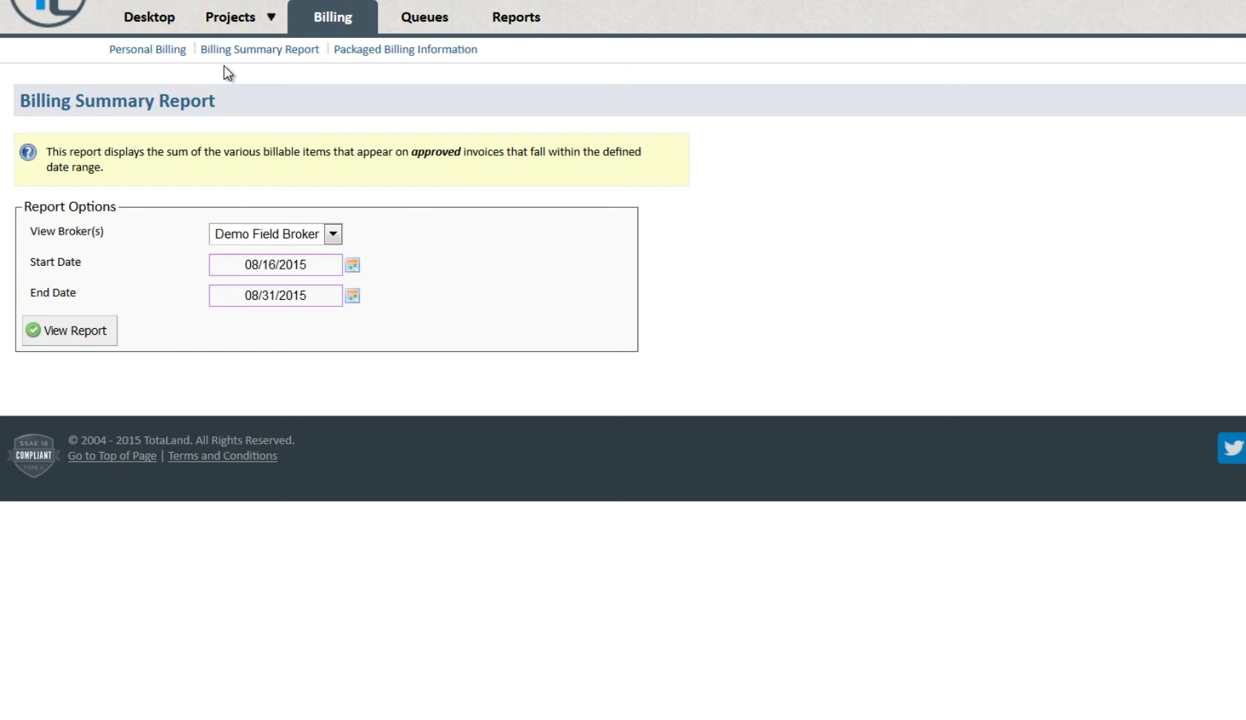 Desktop Projects ▼ Billing Queues Reports
Personal Billing Billing Summary Report Packaged Billing Information
Billing Summary Report
This report displays the sum of the various billable items that appear on approved invoices that fall within the defined
date range.
Report Options
View Broker(s) Demo Field Broker
Start Date 08/16/2015
End Date 08/31/2015
View Report
SSAE 16
COMPLIANT
TYPE II
© 2004 - 2015 TotaLand. All Rights Reserved.
Go to Top of Page | Terms and Conditions